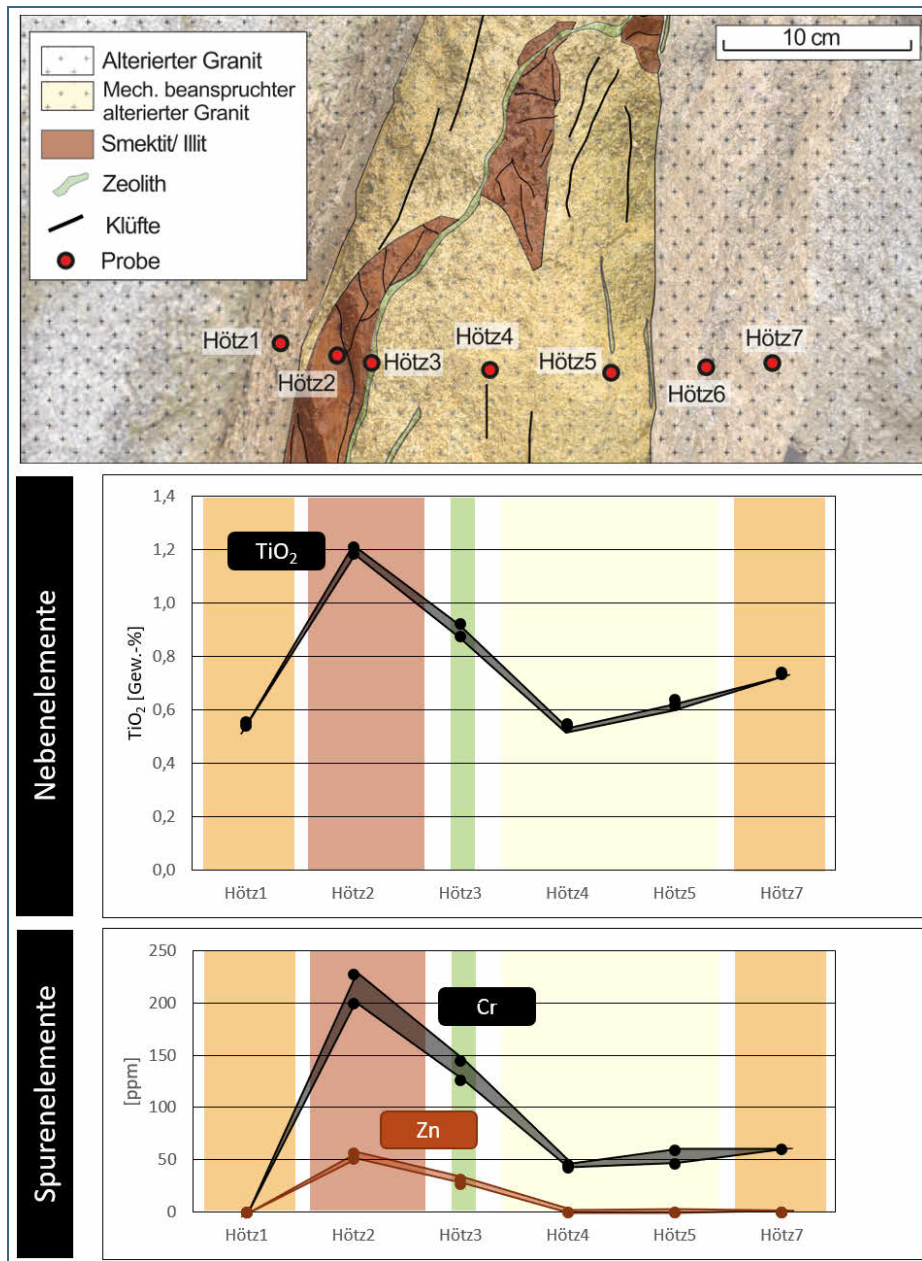 Alterierter Granit
Mech. beanspruchter
alterierter Granit
Smektit/ Illit
Zeolith
Klüfte
Probe
10 cm
Hötz1
Hötz2
Hötz3
Hötz4
Hötz5
Hötz6
Hötz7
Nebenelemente
TiO₂ [Gew.-%]
1,4
1,2
1,0
0,8
0,6
0,4
0,2
0,0
TiO₂
Hötz1 Hötz2 Hötz3 Hötz4 Hötz5 Hötz7
Spurenelemente
[ppm]
250
200
150
100
50
0
Cr
Zn
Hötz1 Hötz2 Hötz3 Hötz4 Hötz5 Hötz7